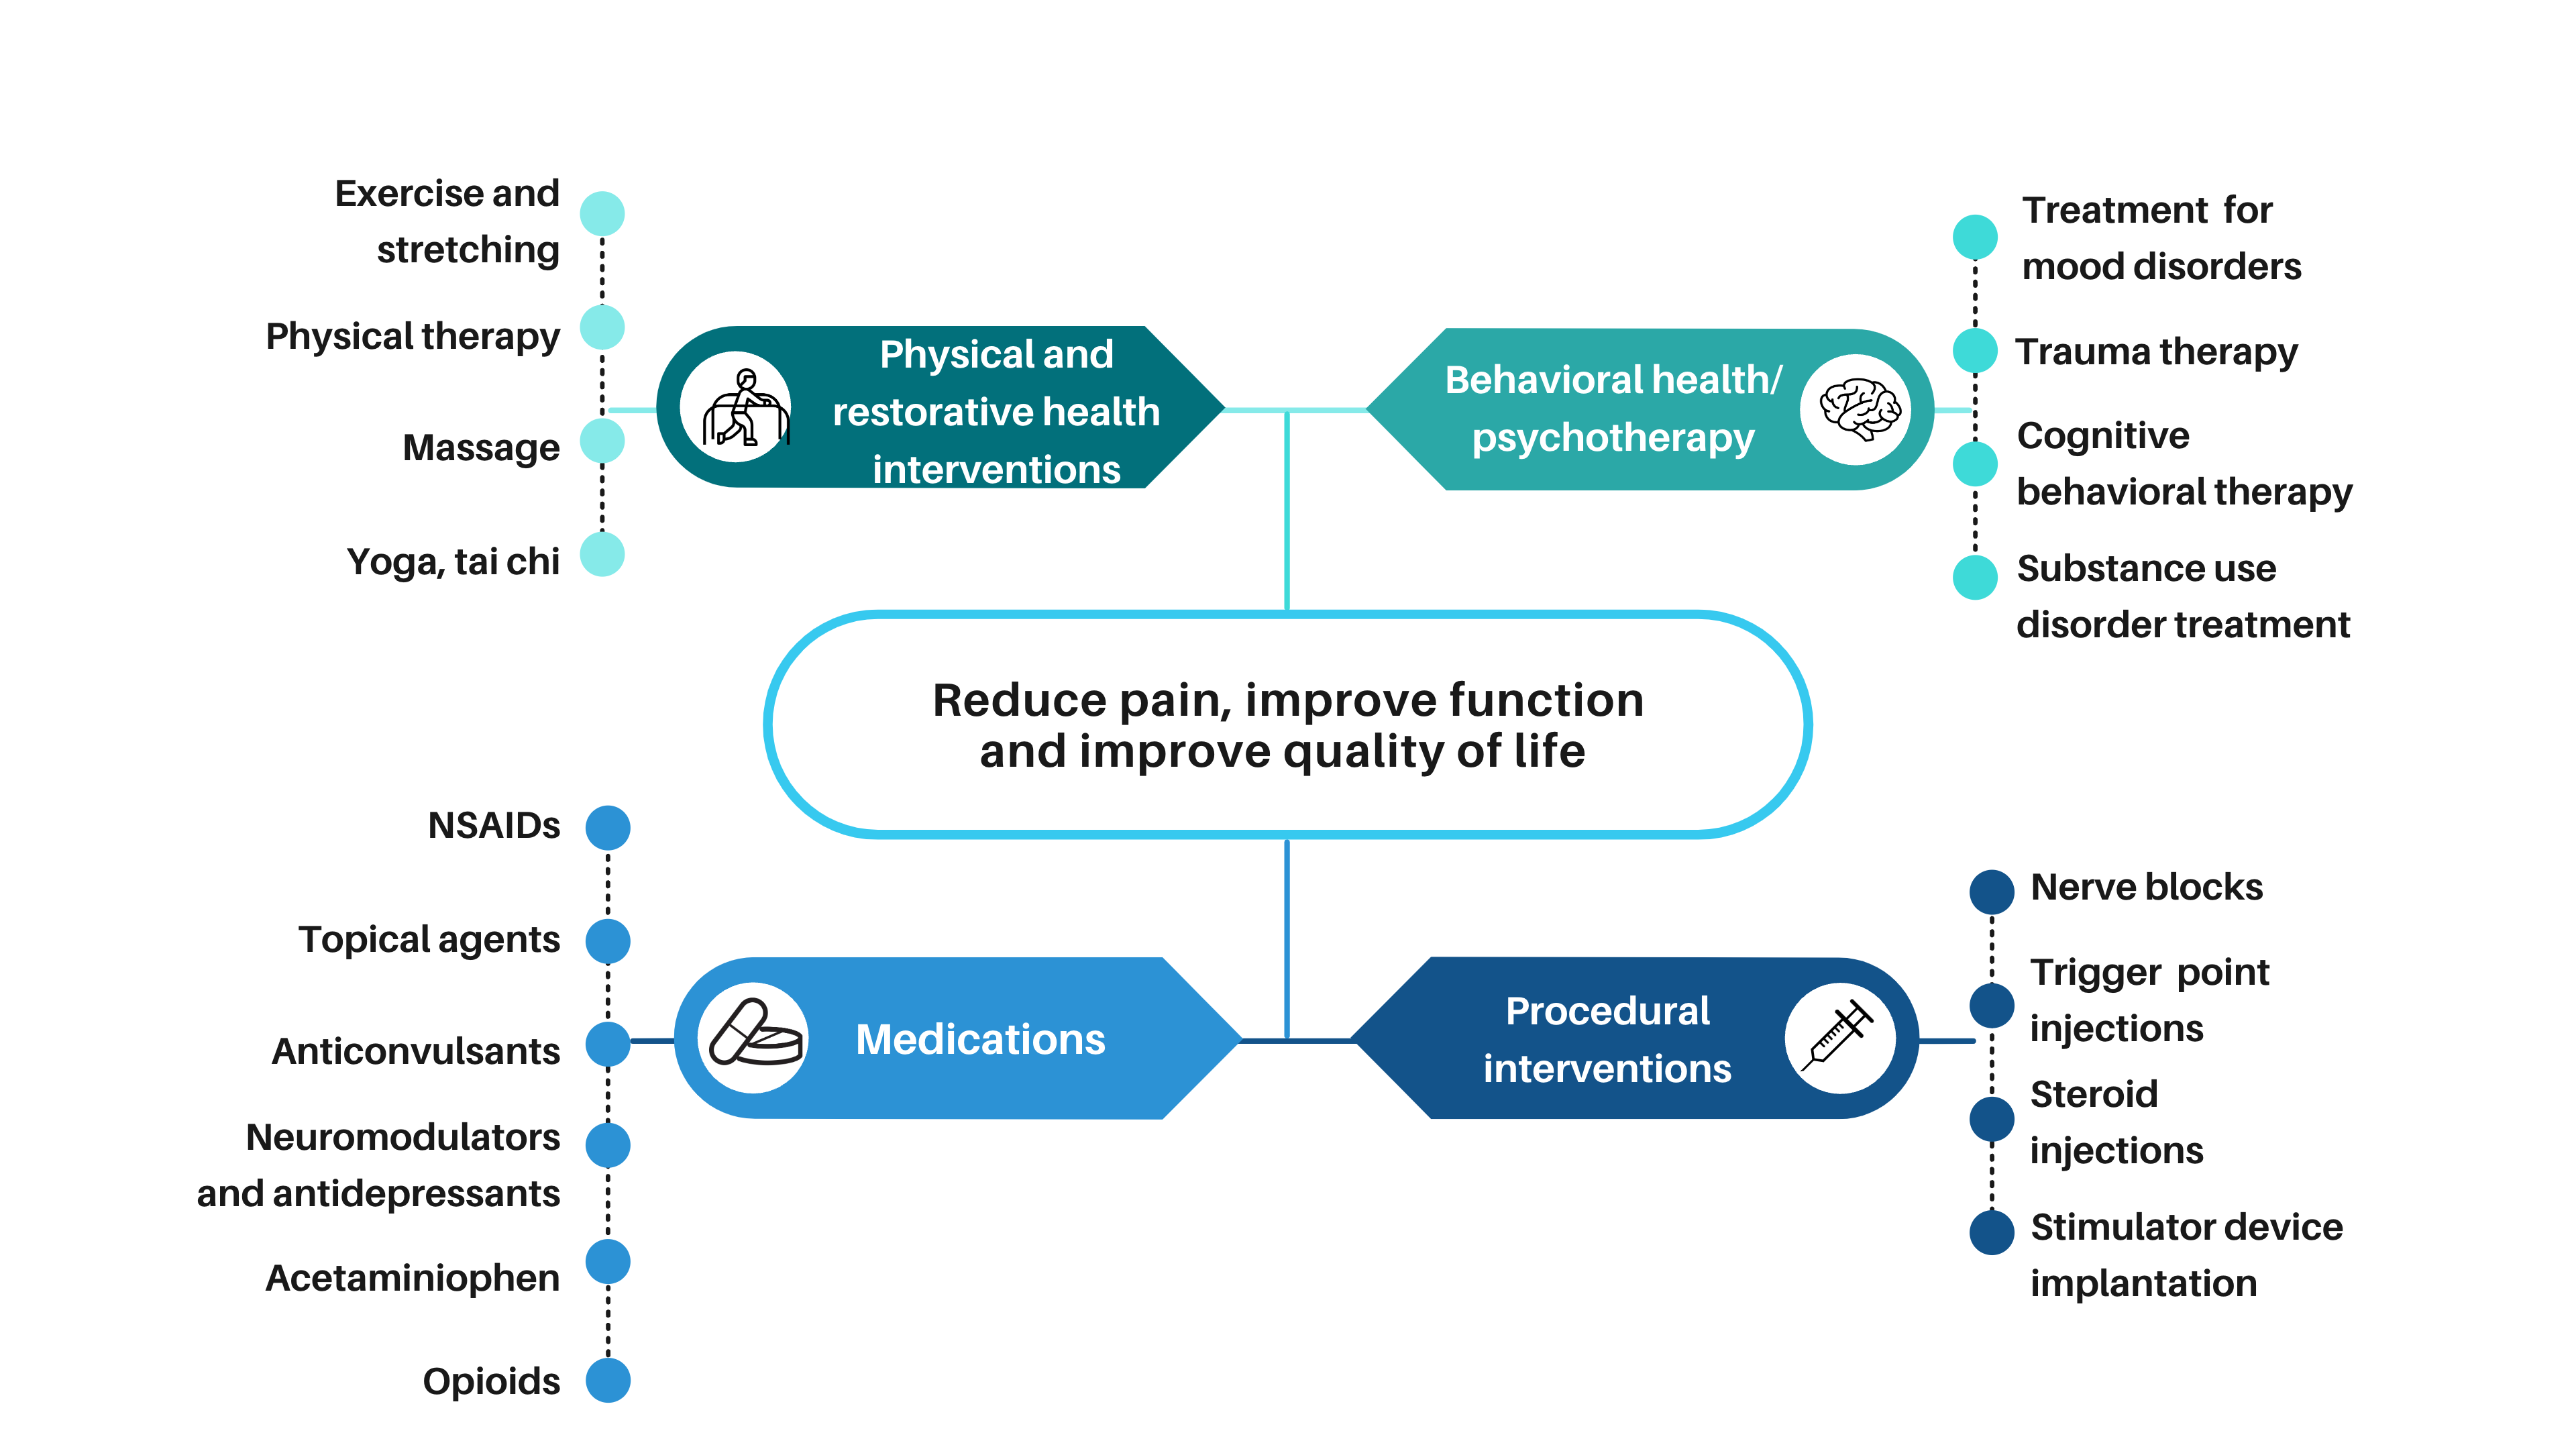 Exercise and
stretching
Physical therapy
Massage
Yoga, tai chi
Physical and
restorative health
interventions
Behavioral health/
psychotherapy
Treatment for
mood disorders
Trauma therapy
Cognitive
behavioral therapy
Substance use
disorder treatment
Reduce pain, improve function
and improve quality of life
NSAIDs
Topical agents
Anticonvulsants
Neuromodulators
and antidepressants
Acetaminiophen
Opioids
Medications
Procedural
interventions
Nerve blocks
Trigger point
injections
Steroid
injections
Stimulator device
implantation